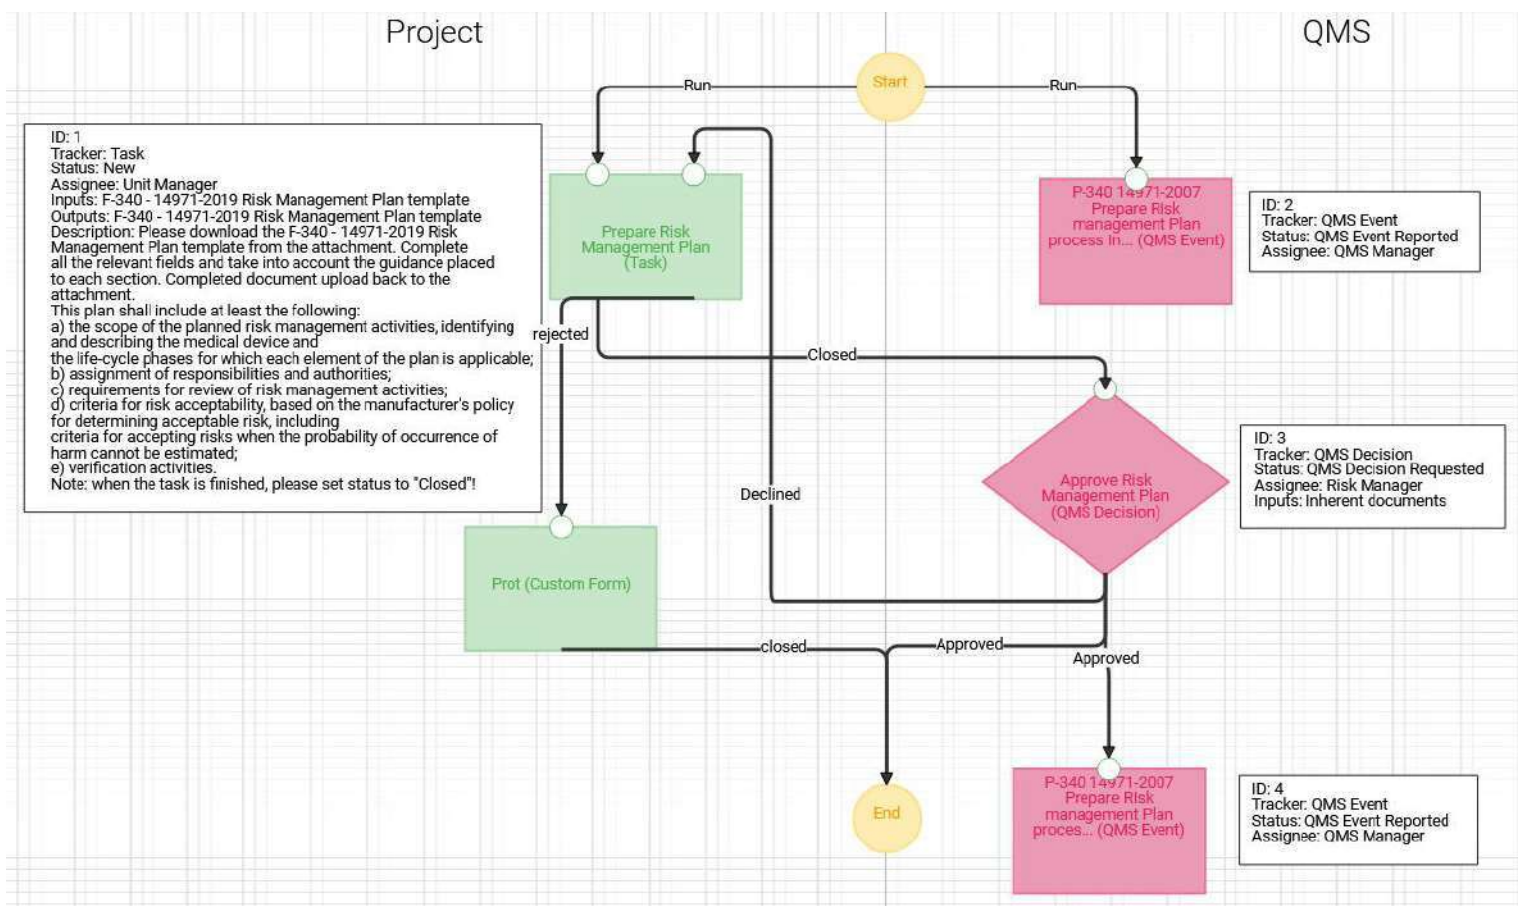 Project
QMS
Start
Run
Run
ID: 1
Tracker: Task
Status: New
Assignee: Unit Manager
Inputs: F-340 - 14971-2019 Risk Management Plan template
Outputs: F-340 - 14971-2019 Risk Management Plan template
Description: Please download the F-340 - 14971-2019 Risk
Management Plan template from the attachment. Complete
all the relevant fields and take into account the guidance placed
to each section. Completed document upload back to the
attachment.
This plan shall include at least the following:
a) the scope of the planned risk management activities, identifying
and describing the medical device and
the life-cycle phases for which each element of the plan is applicable;
b) assignment of responsibilities and authorities;
c) requirements for review of risk management activities;
d) criteria for risk acceptability, based on the manufacturer's policy
for determining acceptable risk, including
criteria for accepting risks when the probability of occurrence of
harm cannot be estimated;
e) verification activities.
Note: when the task is finished, please set status to "Closed"!
Prepare Risk
Management Plan
(Task)
P-340 14971-2007
Prepare Risk
management Plan
process In... (QMS Event)
ID: 2
Tracker: QMS Event
Status: QMS Event Reported
Assignee: QMS Manager
rejected
Closed
Approve Risk
Management Plan
(QMS Decision)
ID: 3
Tracker: QMS Decision
Status: QMS Decision Requested
Assignee: Risk Manager
Inputs: Inherent documents
Declined
Prot (Custom Form)
closed
Approved
Approved
End
P-340 14971-2007
Prepare RIsk
management Plan
proces... (QMS Event)
ID: 4
Tracker: QMS Event
Status: QMS Event Reported
Assignee: QMS Manager